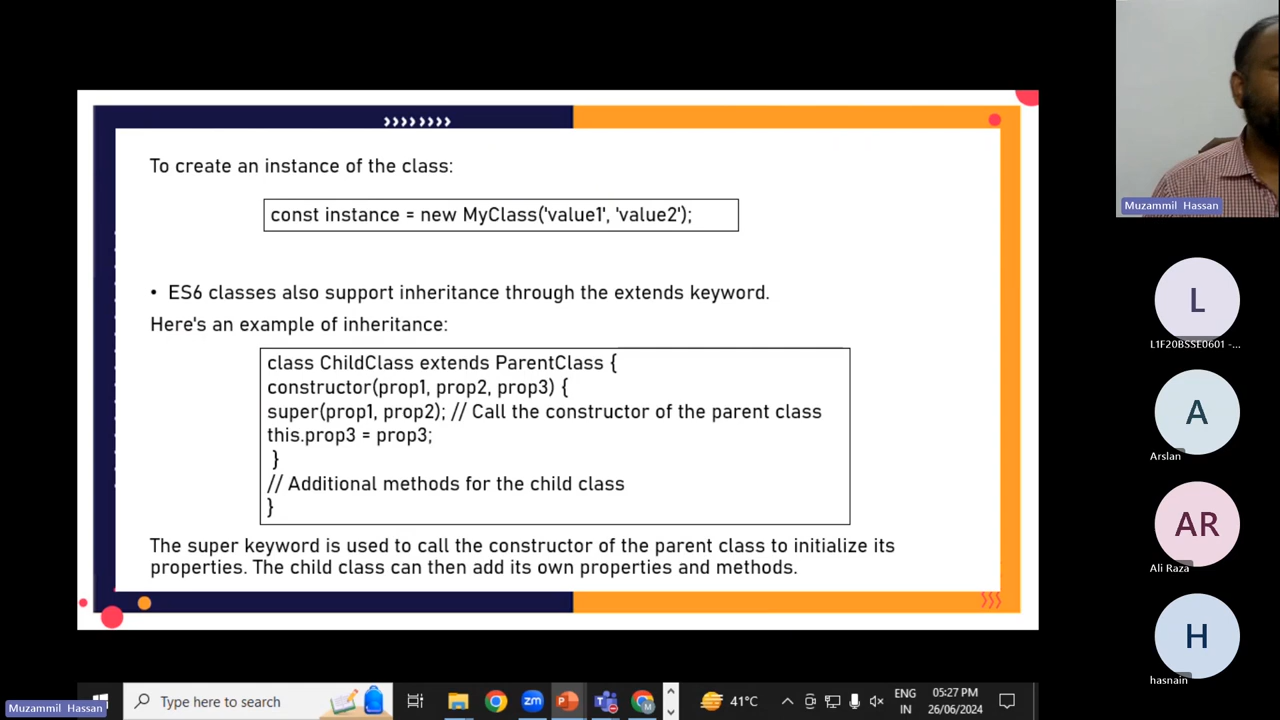 To create an instance of the class:
const instance = new MyClass('value1', 'value2');
• ES6 classes also support inheritance through the extends keyword.
Here's an example of inheritance:
class ChildClass extends ParentClass {
constructor(prop1, prop2, prop3) {
super(prop1, prop2); // Call the constructor of the parent class
this.prop3 = prop3;
}
// Additional methods for the child class
}
The super keyword is used to call the constructor of the parent class to initialize its
properties. The child class can then add its own properties and methods.
Muzammil Hassan
L
L1F20BSSE0601 -...
A
Arslan
AR
Ali Raza
H
hasnain
Muzammil Hassan
Type here to search
zm
41°C
ENG
IN
05:27 PM
26/06/2024